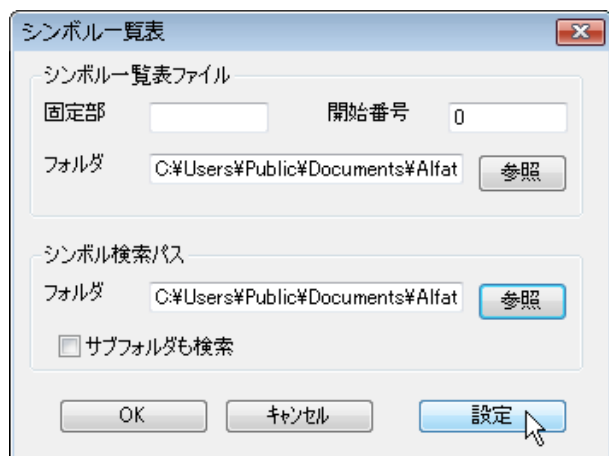 シンボル一覧表
シンボル一覧表ファイル
固定部 開始番号 0
フォルダ C:¥Users¥Public¥Documents¥Alfat 参照
シンボル検索パス
フォルダ C:¥Users¥Public¥Documents¥Alfat 参照
サブフォルダも検索
OK キャンセル 設定